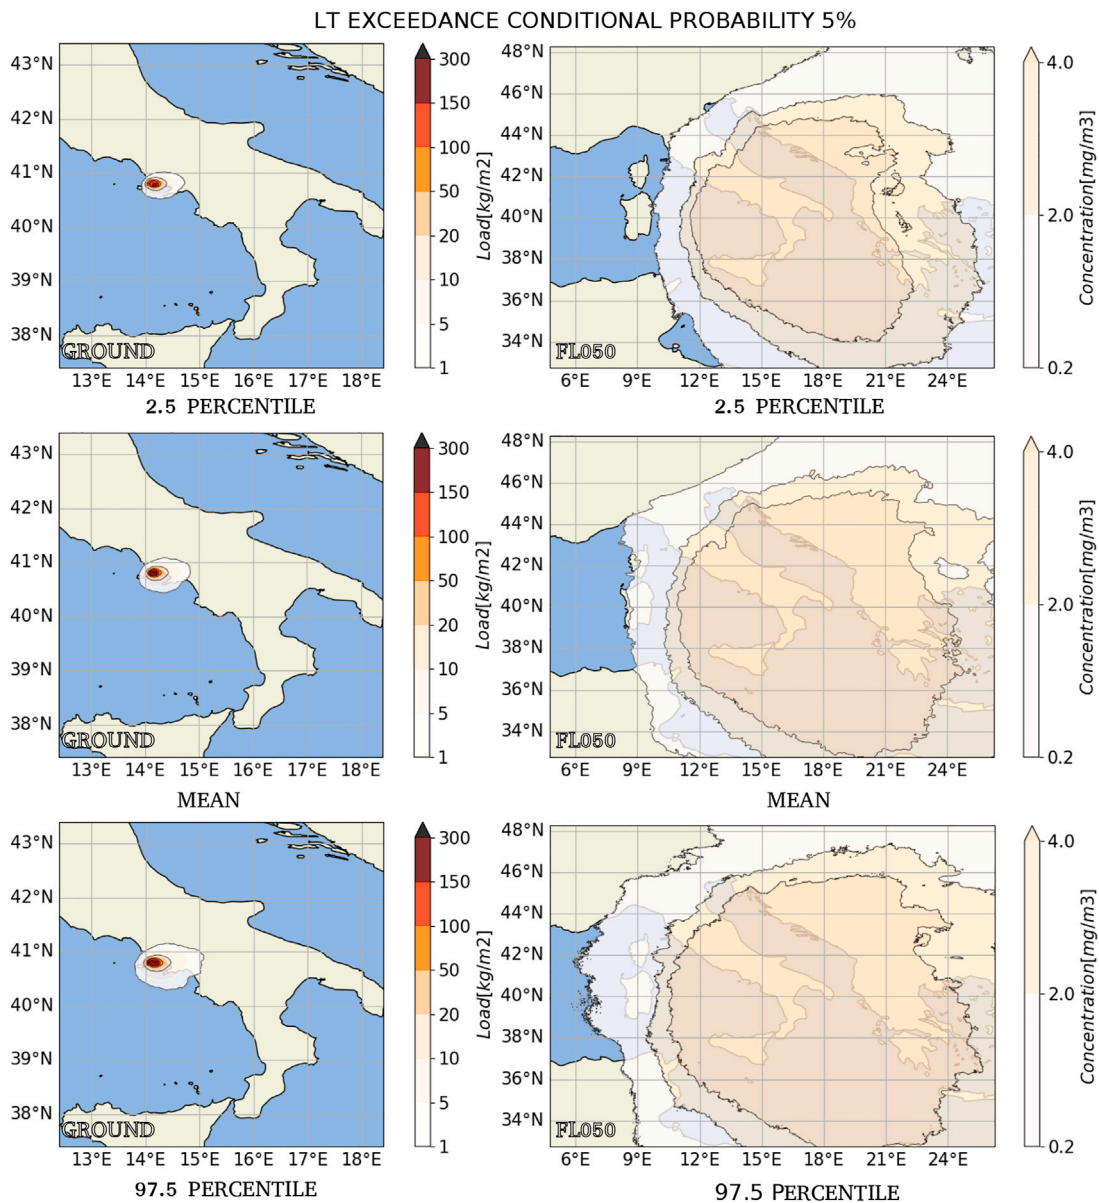 LT EXCEEDANCE CONDITIONAL PROBABILITY 5%
43°N
42°N
41°N
40°N
39°N
38°N
GROUND
13°E 14°E 15°E 16°E 17°E 18°E
300
150
100
50
20
10
5
1
Load[kg/m2]
2.5 PERCENTILE
48°N
46°N
44°N
42°N
40°N
38°N
36°N
34°N
FL050
6°E 9°E 12°E 15°E 18°E 21°E 24°E
4.0
2.0
0.2
Concentration[mg/m3]
2.5 PERCENTILE
43°N
42°N
41°N
40°N
39°N
38°N
GROUND
13°E 14°E 15°E 16°E 17°E 18°E
300
150
100
50
20
10
5
1
Load[kg/m2]
MEAN
48°N
46°N
44°N
42°N
40°N
38°N
36°N
34°N
FL050
6°E 9°E 12°E 15°E 18°E 21°E 24°E
4.0
2.0
0.2
Concentration[mg/m3]
MEAN
43°N
42°N
41°N
40°N
39°N
38°N
GROUND
13°E 14°E 15°E 16°E 17°E 18°E
300
150
100
50
20
10
5
1
Load[kg/m2]
97.5 PERCENTILE
48°N
46°N
44°N
42°N
40°N
38°N
36°N
34°N
FL050
6°E 9°E 12°E 15°E 18°E 21°E 24°E
4.0
2.0
0.2
Concentration[mg/m3]
97.5 PERCENTILE